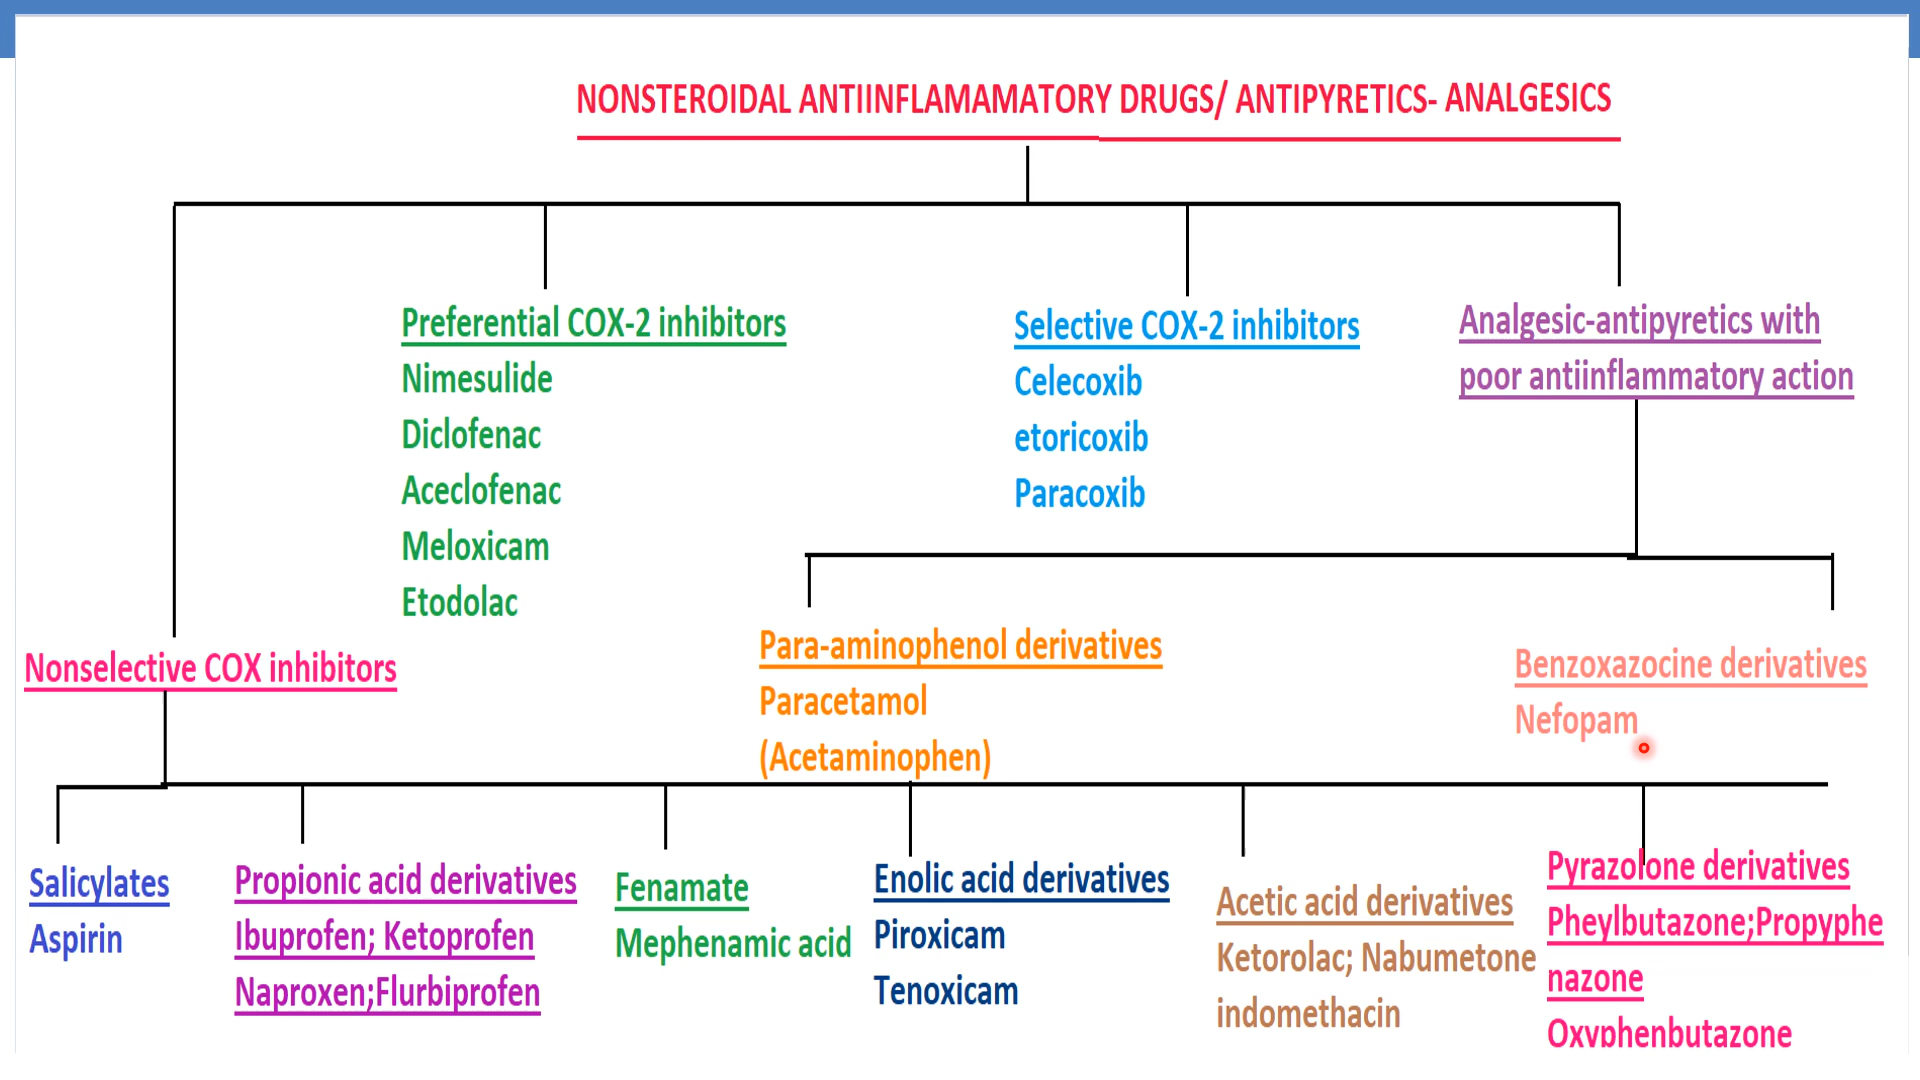 NONSTEROIDAL ANTIINFLAMAMATORY DRUGS/ ANTIPYRETICS- ANALGESICS
Preferential COX-2 inhibitors
Nimesulide
Diclofenac
Aceclofenac
Meloxicam
Etodolac
Selective COX-2 inhibitors
Celecoxib
etoricoxib
Paracoxib
Analgesic-antipyretics with
poor antiinflammatory action
Nonselective COX inhibitors
Para-aminophenol derivatives
Paracetamol
(Acetaminophen)
Benzoxazocine derivatives
Nefopam
Salicylates
Aspirin
Propionic acid derivatives
Ibuprofen; Ketoprofen
Naproxen;Flurbiprofen
Fenamate
Mephenamic acid
Enolic acid derivatives
Piroxicam
Tenoxicam
Acetic acid derivatives
Ketorolac; Nabumetone
indomethacin
Pyrazolone derivatives
Pheylbutazone;Propyphe
nazone
Oxyphenbutazone